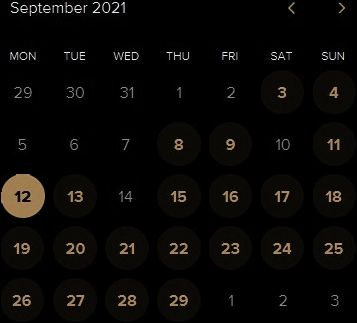 September 2021
MON TUE WED THU FRI SAT SUN
29 30 31 1 2 3 4
5 6 7 8 9 10 11
12 13 14 15 16 17 18
19 20 21 22 23 24 25
26 27 28 29 1 2 3